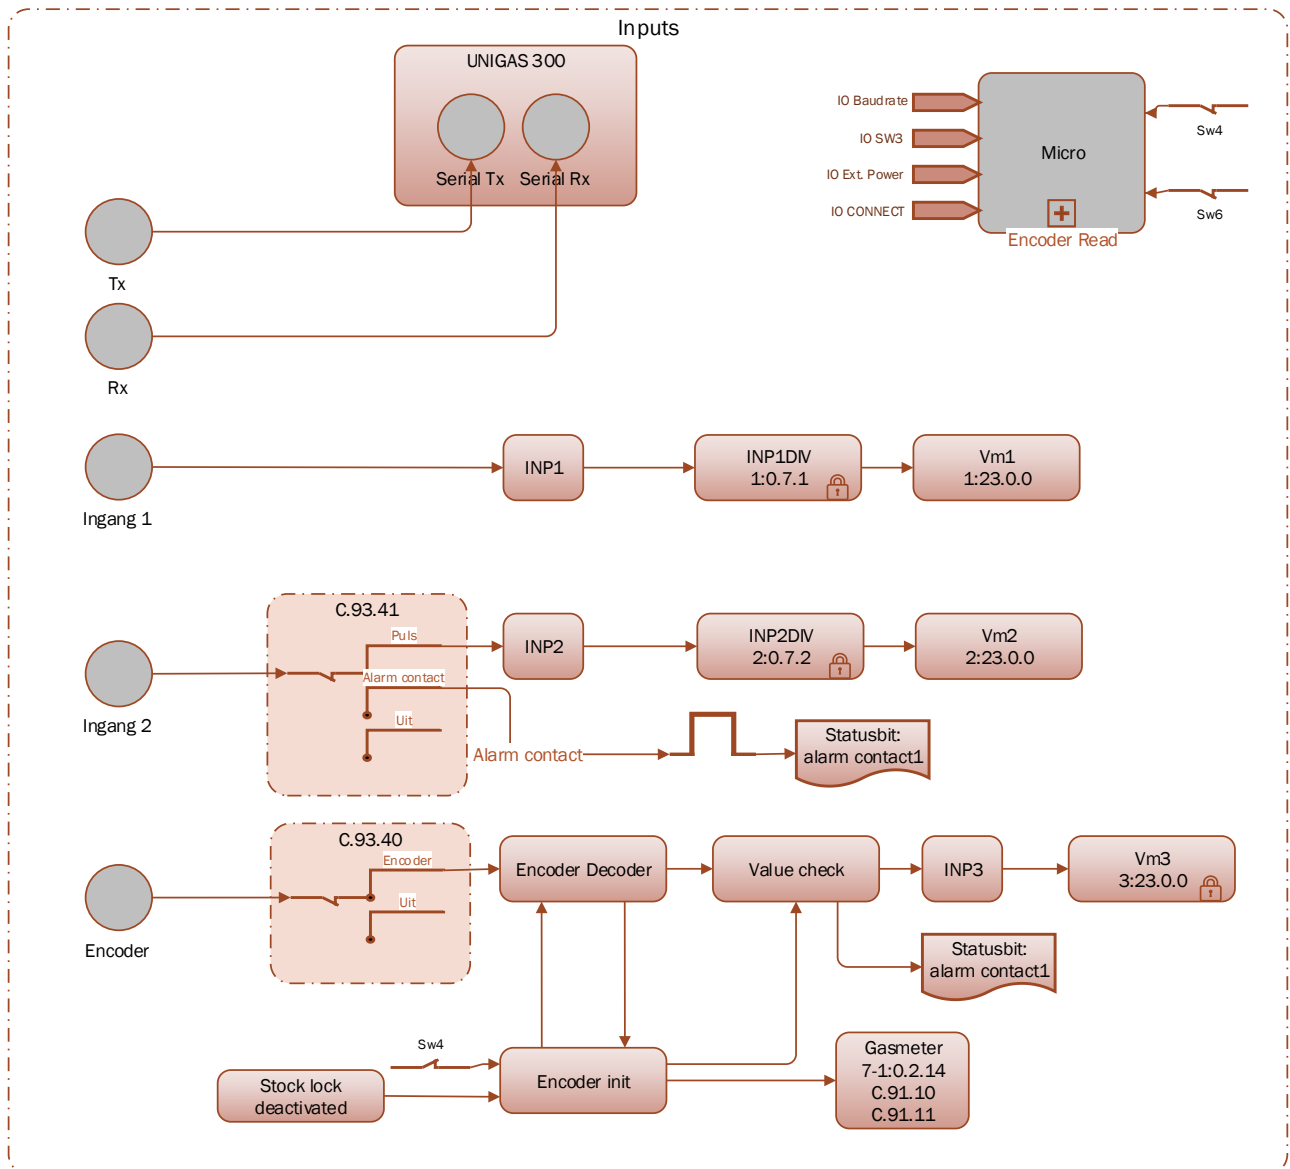 Inputs
UNIGAS 300
Serial Tx
Serial Rx
IO Baudrate
IO SW3
IO Ext. Power
IO CONNECT
Micro
Encoder Read
Sw4
Sw6
Tx
Rx
Ingang 1
INP1
INP1DIV
1:0.7.1
Vm1
1:23.0.0
Ingang 2
C.93.41
Puls
Alarm contact
Uit
INP2
INP2DIV
2:0.7.2
Vm2
2:23.0.0
Alarm contact
Statusbit:
alarm contact1
Encoder
C.93.40
Encoder
Uit
Encoder Decoder
Value check
INP3
Vm3
3:23.0.0
Statusbit:
alarm contact1
Sw4
Stock lock
deactivated
Encoder init
Gasmeter
7-1:0.2.14
C.91.10
C.91.11